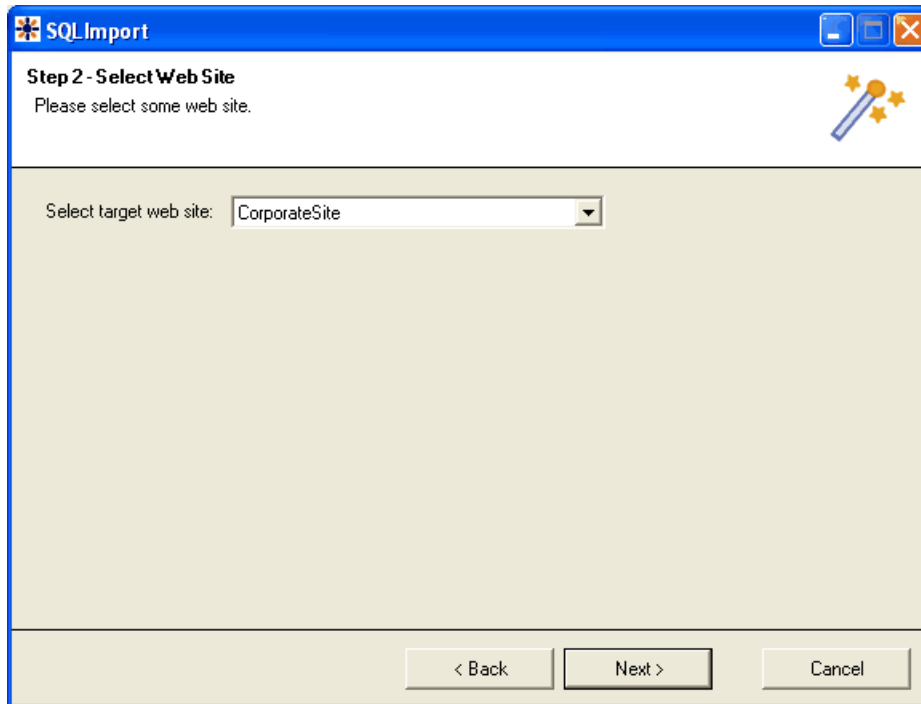 SQLImport
Step 2 - Select Web Site
Please select some web site.
Select target web site: CorporateSite
< Back Next > Cancel